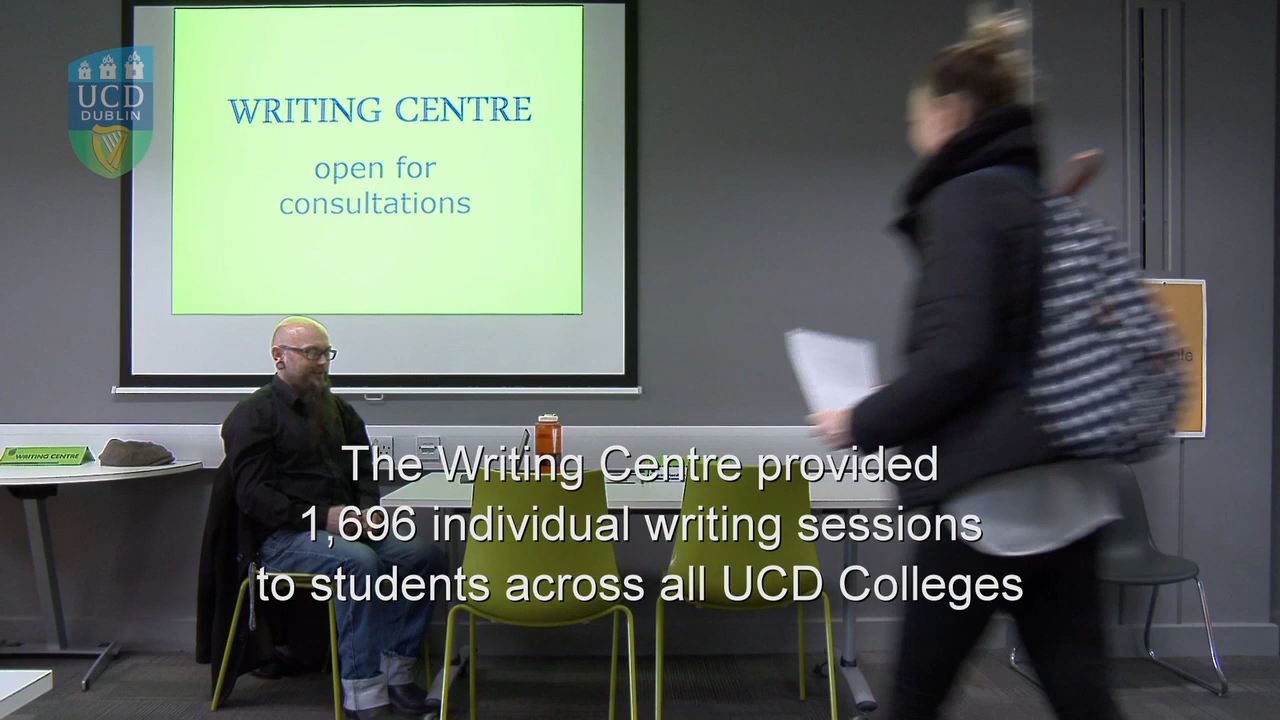 UCD
DUBLIN
WRITING CENTRE
open for
consultations
WRITING CENTRE
The Writing Centre provided
1,696 individual writing sessions
to students across all UCD Colleges